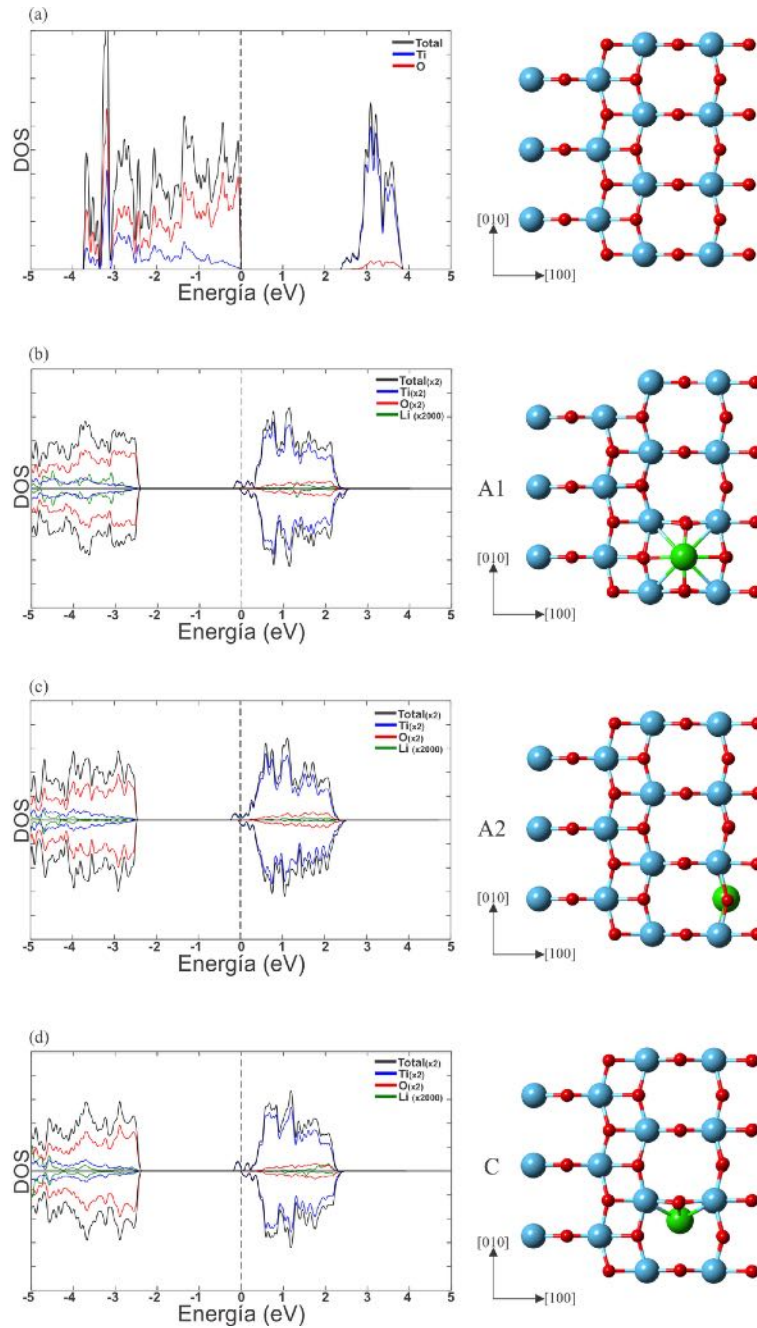 (a)
Total
Ti
O
DOS
-5 -4 -3 -2 -1 0 1 2 3 4 5
Energía (eV)
[010]
[100]
(b)
Total(x2)
Ti(x2)
O(x2)
Li (x2000)
DOS
-5 -4 -3 -2 -1 0 1 2 3 4 5
Energía (eV)
A1
[010]
[100]
(c)
Total(x2)
Ti(x2)
O(x2)
Li (x2000)
DOS
-5 -4 -3 -2 -1 0 1 2 3 4 5
Energía (eV)
A2
[010]
[100]
(d)
Total(x2)
Ti(x2)
O(x2)
Li (x2000)
DOS
-5 -4 -3 -2 -1 0 1 2 3 4 5
Energía (eV)
C
[010]
[100]